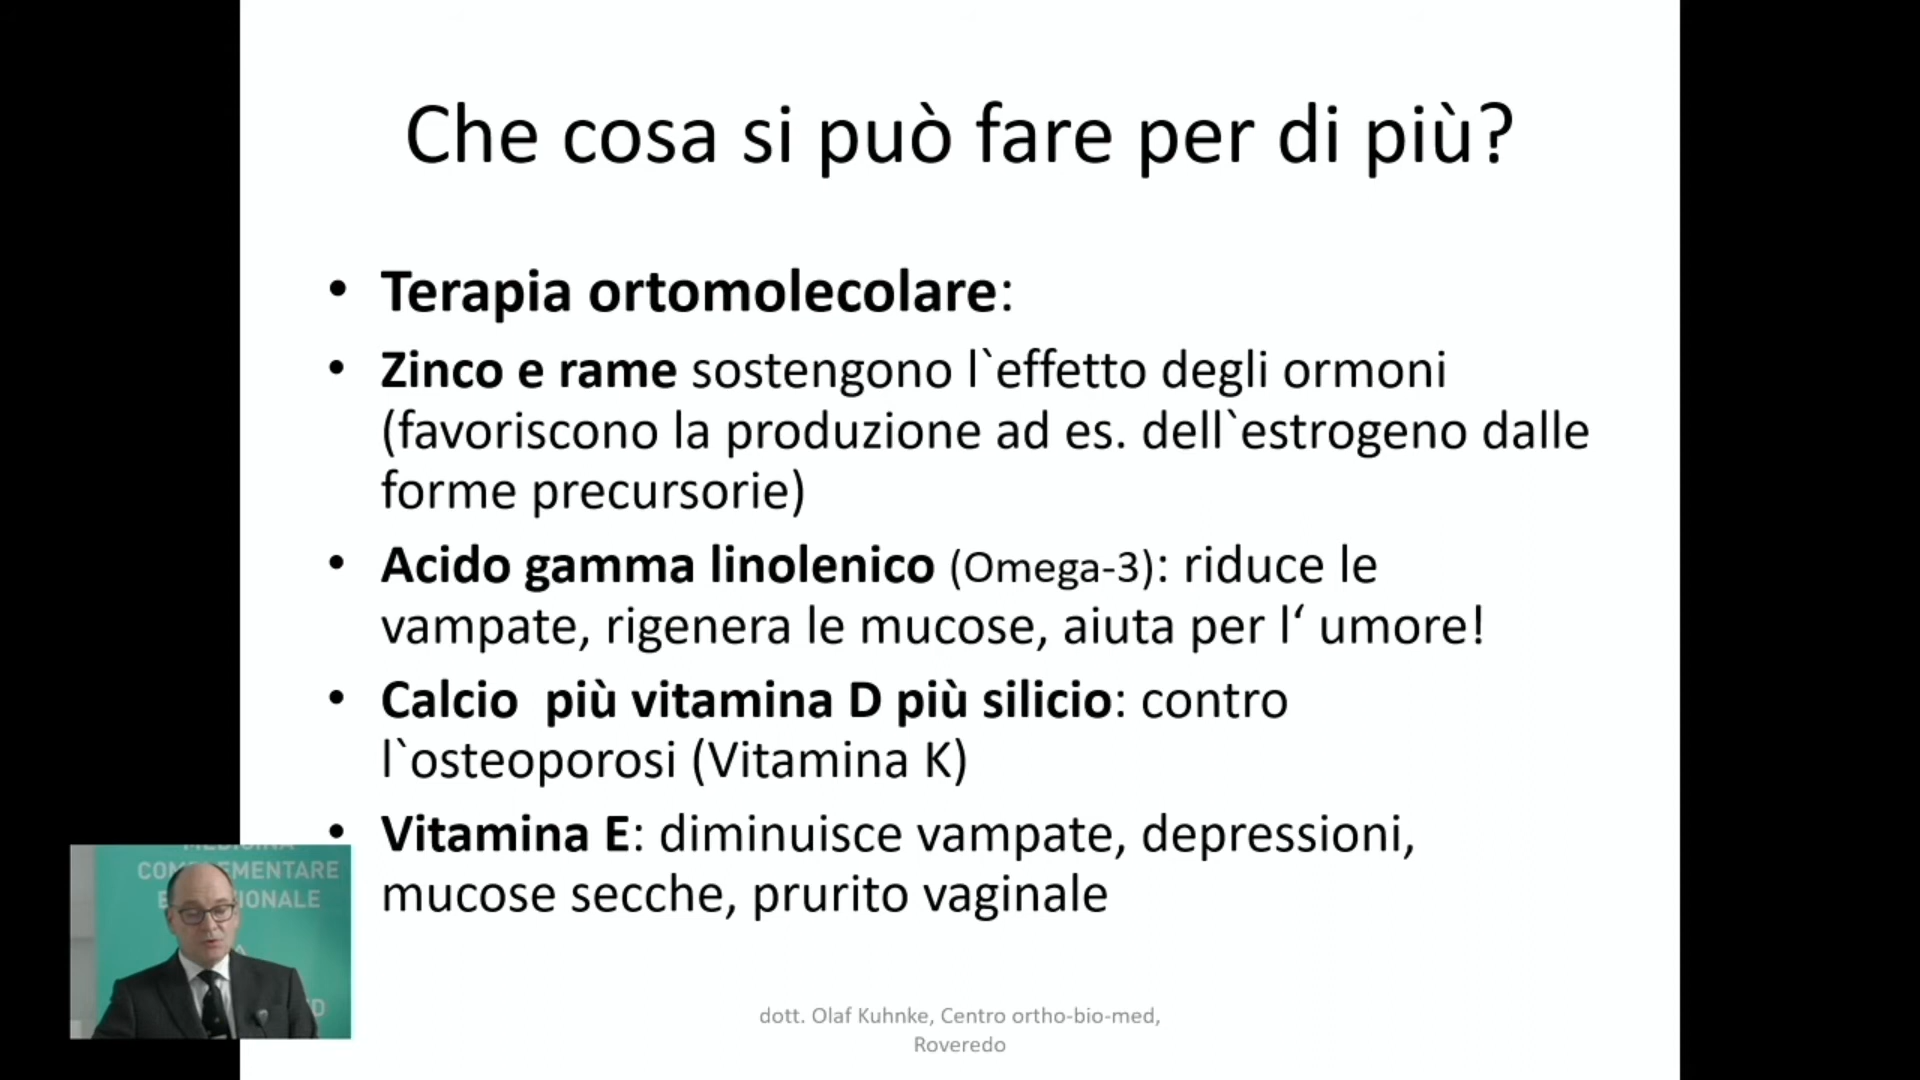 Che cosa si può fare per di più?
• Terapia ortomolecolare:
• Zinco e rame sostengono l`effetto degli ormoni
(favoriscono la produzione ad es. dell`estrogeno dalle
forme precursorie)
• Acido gamma linolenico (Omega-3): riduce le
vampate, rigenera le mucose, aiuta per l‘ umore!
• Calcio  più vitamina D più silicio: contro
l`osteoporosi (Vitamina K)
• Vitamina E: diminuisce vampate, depressioni,
mucose secche, prurito vaginale
dott. Olaf Kuhnke, Centro ortho-bio-med,
Roveredo